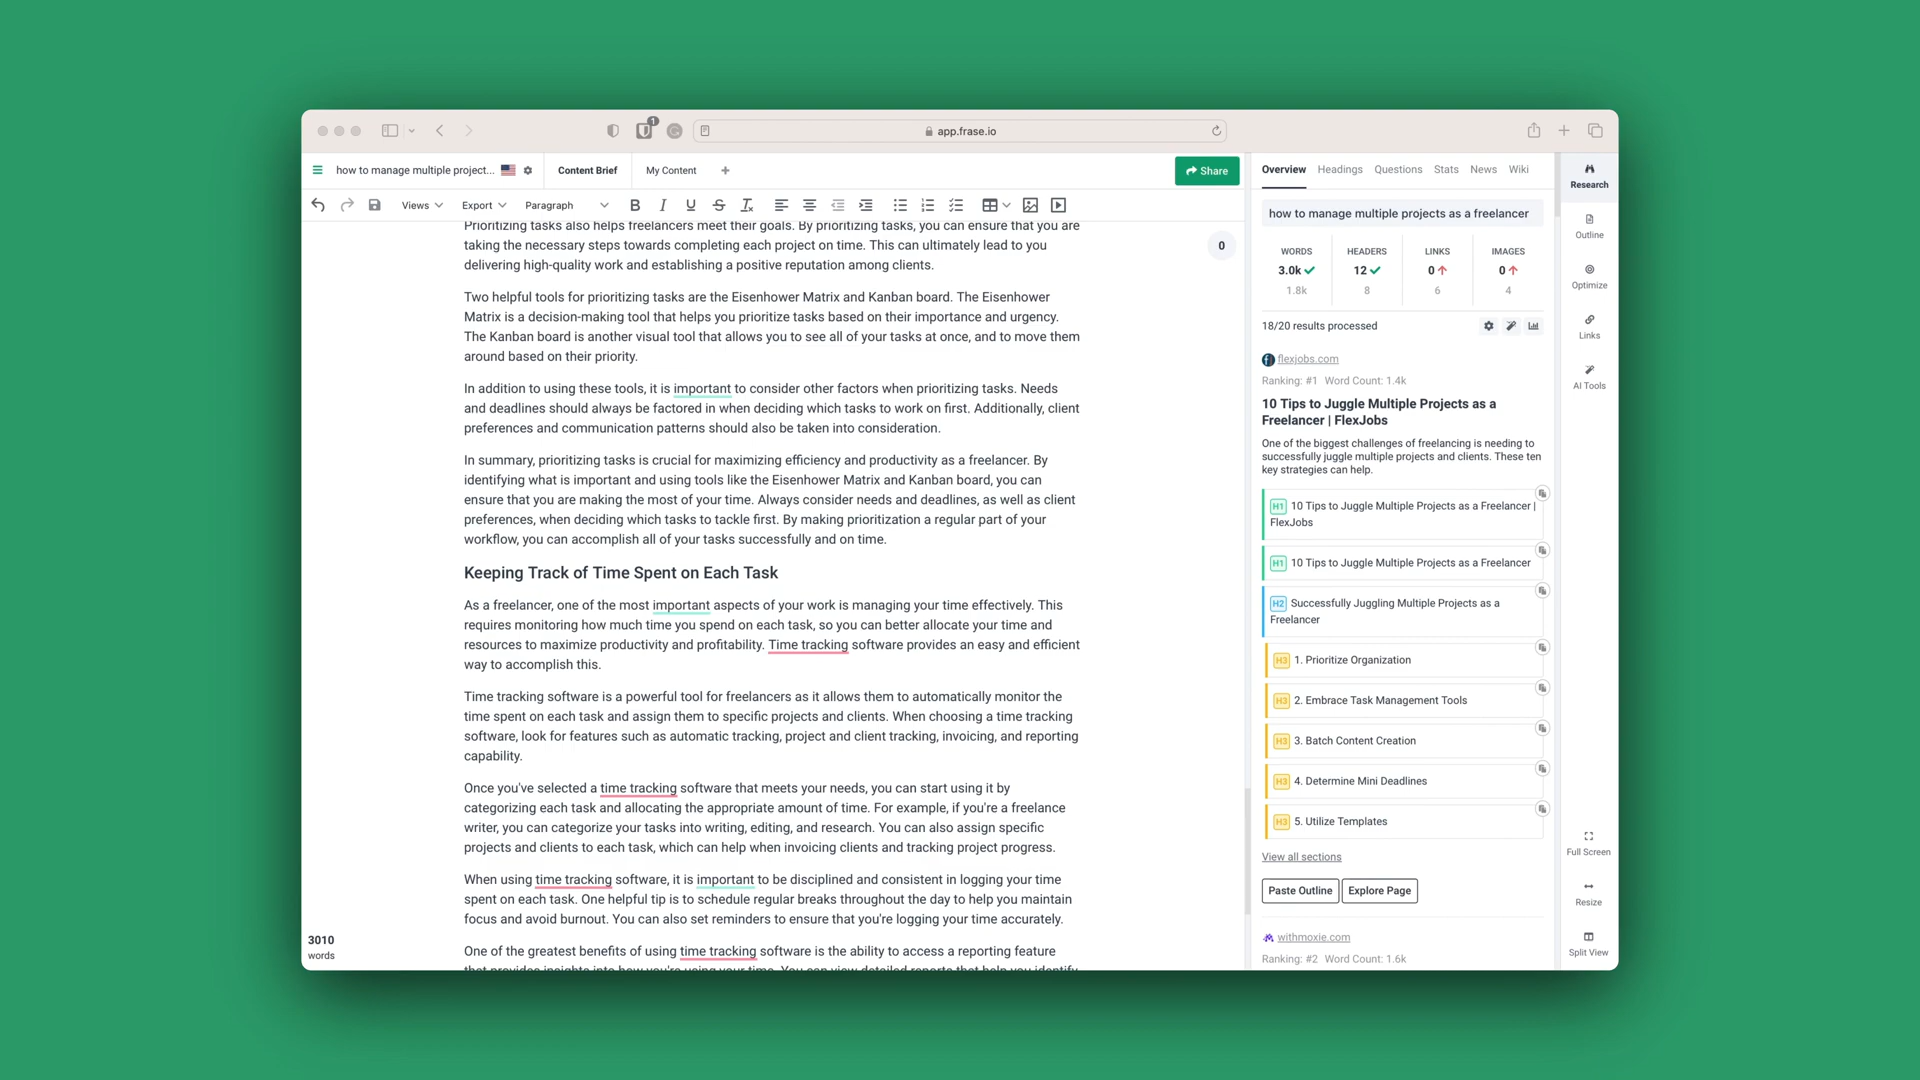 1
app.frase.io
how to manage multiple project...
Content Brief
My Content
Share
Views
Export
Paragraph
Prioritizing tasks also helps freelancers meet their goals. By prioritizing tasks, you can ensure that you are
taking the necessary steps towards completing each project on time. This can ultimately lead to you
delivering high-quality work and establishing a positive reputation among clients.
Two helpful tools for prioritizing tasks are the Eisenhower Matrix and Kanban board. The Eisenhower
Matrix is a decision-making tool that helps you prioritize tasks based on their importance and urgency.
The Kanban board is another visual tool that allows you to see all of your tasks at once, and to move them
around based on their priority.
In addition to using these tools, it is important to consider other factors when prioritizing tasks. Needs
and deadlines should always be factored in when deciding which tasks to work on first. Additionally, client
preferences and communication patterns should also be taken into consideration.
In summary, prioritizing tasks is crucial for maximizing efficiency and productivity as a freelancer. By
identifying what is important and using tools like the Eisenhower Matrix and Kanban board, you can
ensure that you are making the most of your time. Always consider needs and deadlines, as well as client
preferences, when deciding which tasks to tackle first. By making prioritization a regular part of your
workflow, you can accomplish all of your tasks successfully and on time.
Keeping Track of Time Spent on Each Task
As a freelancer, one of the most important aspects of your work is managing your time effectively. This
requires monitoring how much time you spend on each task, so you can better allocate your time and
resources to maximize productivity and profitability. Time tracking software provides an easy and efficient
way to accomplish this.
Time tracking software is a powerful tool for freelancers as it allows them to automatically monitor the
time spent on each task and assign them to specific projects and clients. When choosing a time tracking
software, look for features such as automatic tracking, project and client tracking, invoicing, and reporting
capability.
Once you've selected a time tracking software that meets your needs, you can start using it by
categorizing each task and allocating the appropriate amount of time. For example, if you're a freelance
writer, you can categorize your tasks into writing, editing, and research. You can also assign specific
projects and clients to each task, which can help when invoicing clients and tracking project progress.
When using time tracking software, it is important to be disciplined and consistent in logging your time
spent on each task. One helpful tip is to schedule regular breaks throughout the day to help you maintain
focus and avoid burnout. You can also set reminders to ensure that you're logging your time accurately.
One of the greatest benefits of using time tracking software is the ability to access a reporting feature
that provides insights into how you're using your time. You can view detailed reports that help you identify
0
3010
words
Overview Headings Questions Stats News Wiki
how to manage multiple projects as a freelancer
WORDS HEADERS LINKS IMAGES
3.0k 12 0 0
1.8k 8 6 4
18/20 results processed
flexjobs.com
Ranking: #1 Word Count: 1.4k
10 Tips to Juggle Multiple Projects as a
Freelancer | FlexJobs
One of the biggest challenges of freelancing is needing to
successfully juggle multiple projects and clients. These ten
key strategies can help.
H1 10 Tips to Juggle Multiple Projects as a Freelancer |
FlexJobs
H1 10 Tips to Juggle Multiple Projects as a Freelancer
H2 Successfully Juggling Multiple Projects as a
Freelancer
H3 1. Prioritize Organization
H3 2. Embrace Task Management Tools
H3 3. Batch Content Creation
H3 4. Determine Mini Deadlines
H3 5. Utilize Templates
View all sections
Paste Outline Explore Page
withmoxie.com
Ranking: #2 Word Count: 1.6k
Research
Outline
Optimize
Links
AI Tools
Full Screen
Resize
Split View